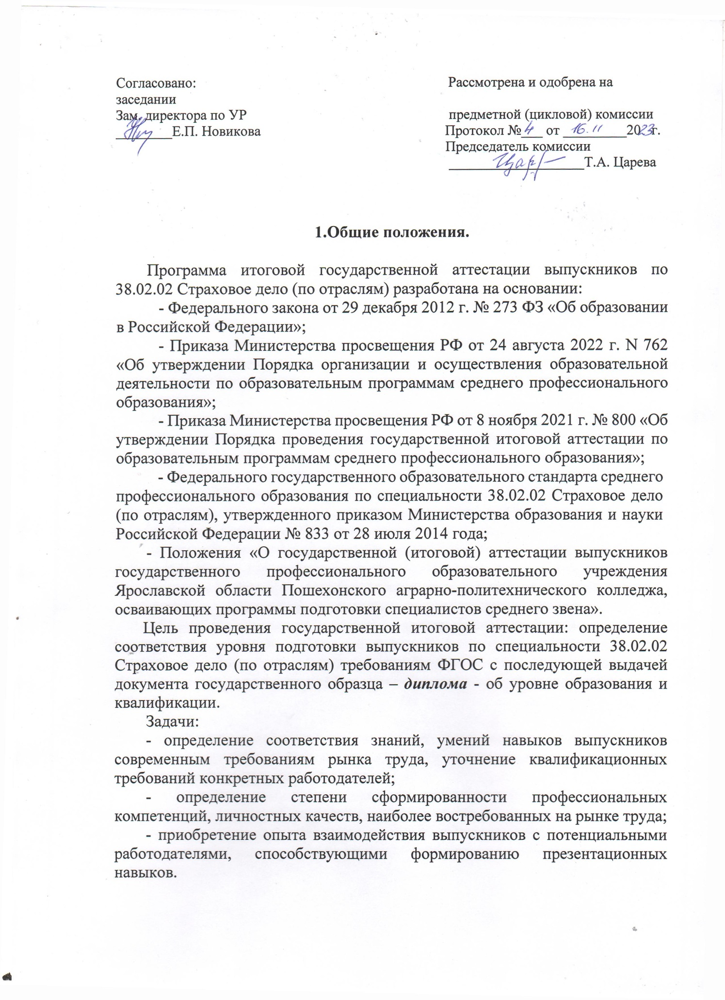 Согласовано: Рассмотрена и одобрена на
заседании
Зам. директора по УР предметной (цикловой) комиссии
________Е.П. Новикова Протокол №4 от 16.11 2023г.
Председатель комиссии
Цар Т.А. Царева
1.Общие положения.
Программа итоговой государственной аттестации выпускников по
38.02.02 Страховое дело (по отраслям) разработана на основании:
- Федерального закона от 29 декабря 2012 г. № 273 ФЗ «Об образовании
в Российской Федерации»;
- Приказа Министерства просвещения РФ от 24 августа 2022 г. N 762
«Об утверждении Порядка организации и осуществления образовательной
деятельности по образовательным программам среднего профессионального
образования»;
- Приказа Министерства просвещения РФ от 8 ноября 2021 г. № 800 «Об
утверждении Порядка проведения государственной итоговой аттестации по
образовательным программам среднего профессионального образования»;
- Федерального государственного образовательного стандарта среднего
профессионального образования по специальности 38.02.02 Страховое дело
(по отраслям), утвержденного приказом Министерства образования и науки
Российской Федерации № 833 от 28 июля 2014 года;
- Положения «О государственной (итоговой) аттестации выпускников
государственного профессионального образовательного учреждения
Ярославской области Пошехонского аграрно-политехнического колледжа,
осваивающих программы подготовки специалистов среднего звена».
Цель проведения государственной итоговой аттестации: определение
соответствия уровня подготовки выпускников по специальности 38.02.02
Страховое дело (по отраслям) требованиям ФГОС с последующей выдачей
документа государственного образца – диплома - об уровне образования и
квалификации.
Задачи:
- определение соответствия знаний, умений навыков выпускников
современным требованиям рынка труда, уточнение квалификационных
требований конкретных работодателей;
- определение степени сформированности профессиональных
компетенций, личностных качеств, наиболее востребованных на рынке труда;
- приобретение опыта взаимодействия выпускников с потенциальными
работодателями, способствующими формированию презентационных
навыков.